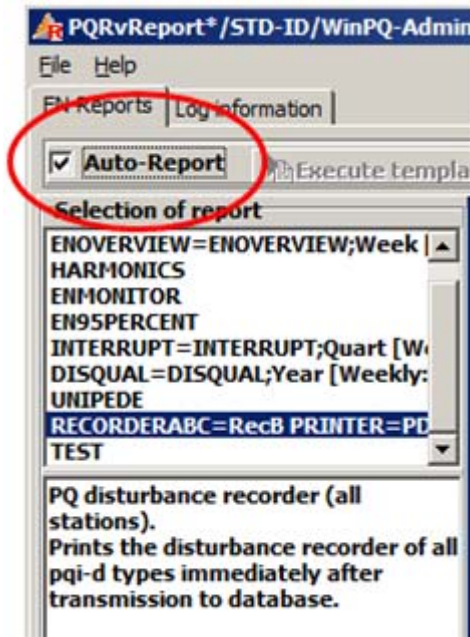 PQRvReport*/STD-ID/WinPQ-Admin
File Help
EN Reports Log information
Auto-Report Execute templa
Selection of report
ENOVERVIEW=ENOVERVIEW;Week [
HARMONICS
ENMONITOR
EN95PERCENT
INTERRUPT=INTERRUPT;Quart [We
DISQUAL=DISQUAL;Year [Weekly:
UNIPEDE
RECORDERABC=RecB PRINTER=PD
TEST
PQ disturbance recorder (all
stations).
Prints the disturbance recorder of all
pqi-d types immediately after
transmission to database.